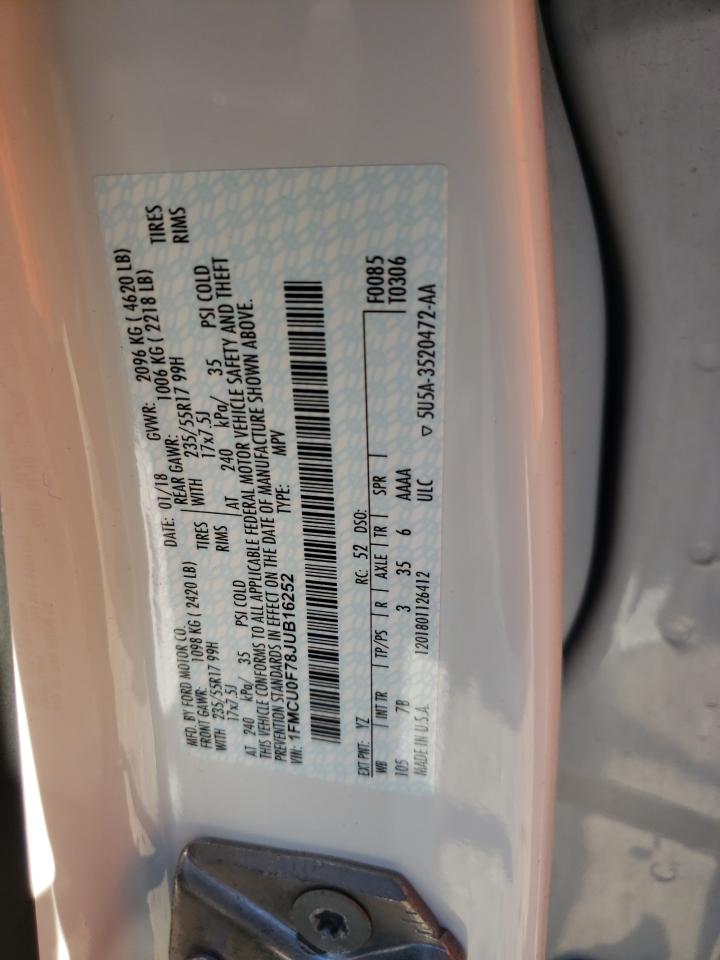 MFD. BY FORD MOTOR CO.
DATE: 01/18 GVWR: 2096 KG ( 4620 LB)
FRONT GAWR: 1098 KG ( 2420 LB) REAR GAWR: 1006 KG ( 2218 LB)
WITH 235/55R17 99H TIRES WITH 235/55R17 99H TIRES
17x7.5J RIMS 17x7.5J RIMS
AT 240 kPa/ 35 PSI COLD AT 240 kPa/ 35 PSI COLD
THIS VEHICLE CONFORMS TO ALL APPLICABLE FEDERAL MOTOR VEHICLE SAFETY AND THEFT
PREVENTION STANDARDS IN EFFECT ON THE DATE OF MANUFACTURE SHOWN ABOVE.
VIN: 1FMCU0F78JUB16252 TYPE: MPV
EXT PNT: YZ RC: 52 DSO: F0085
WB INT TR TP/PS R AXLE TR SPR T0306
105 7B 3 35 6 AAAA
MADE IN U.S.A. 1201801126412 ULC ▽ 5U5A-3520472-AA